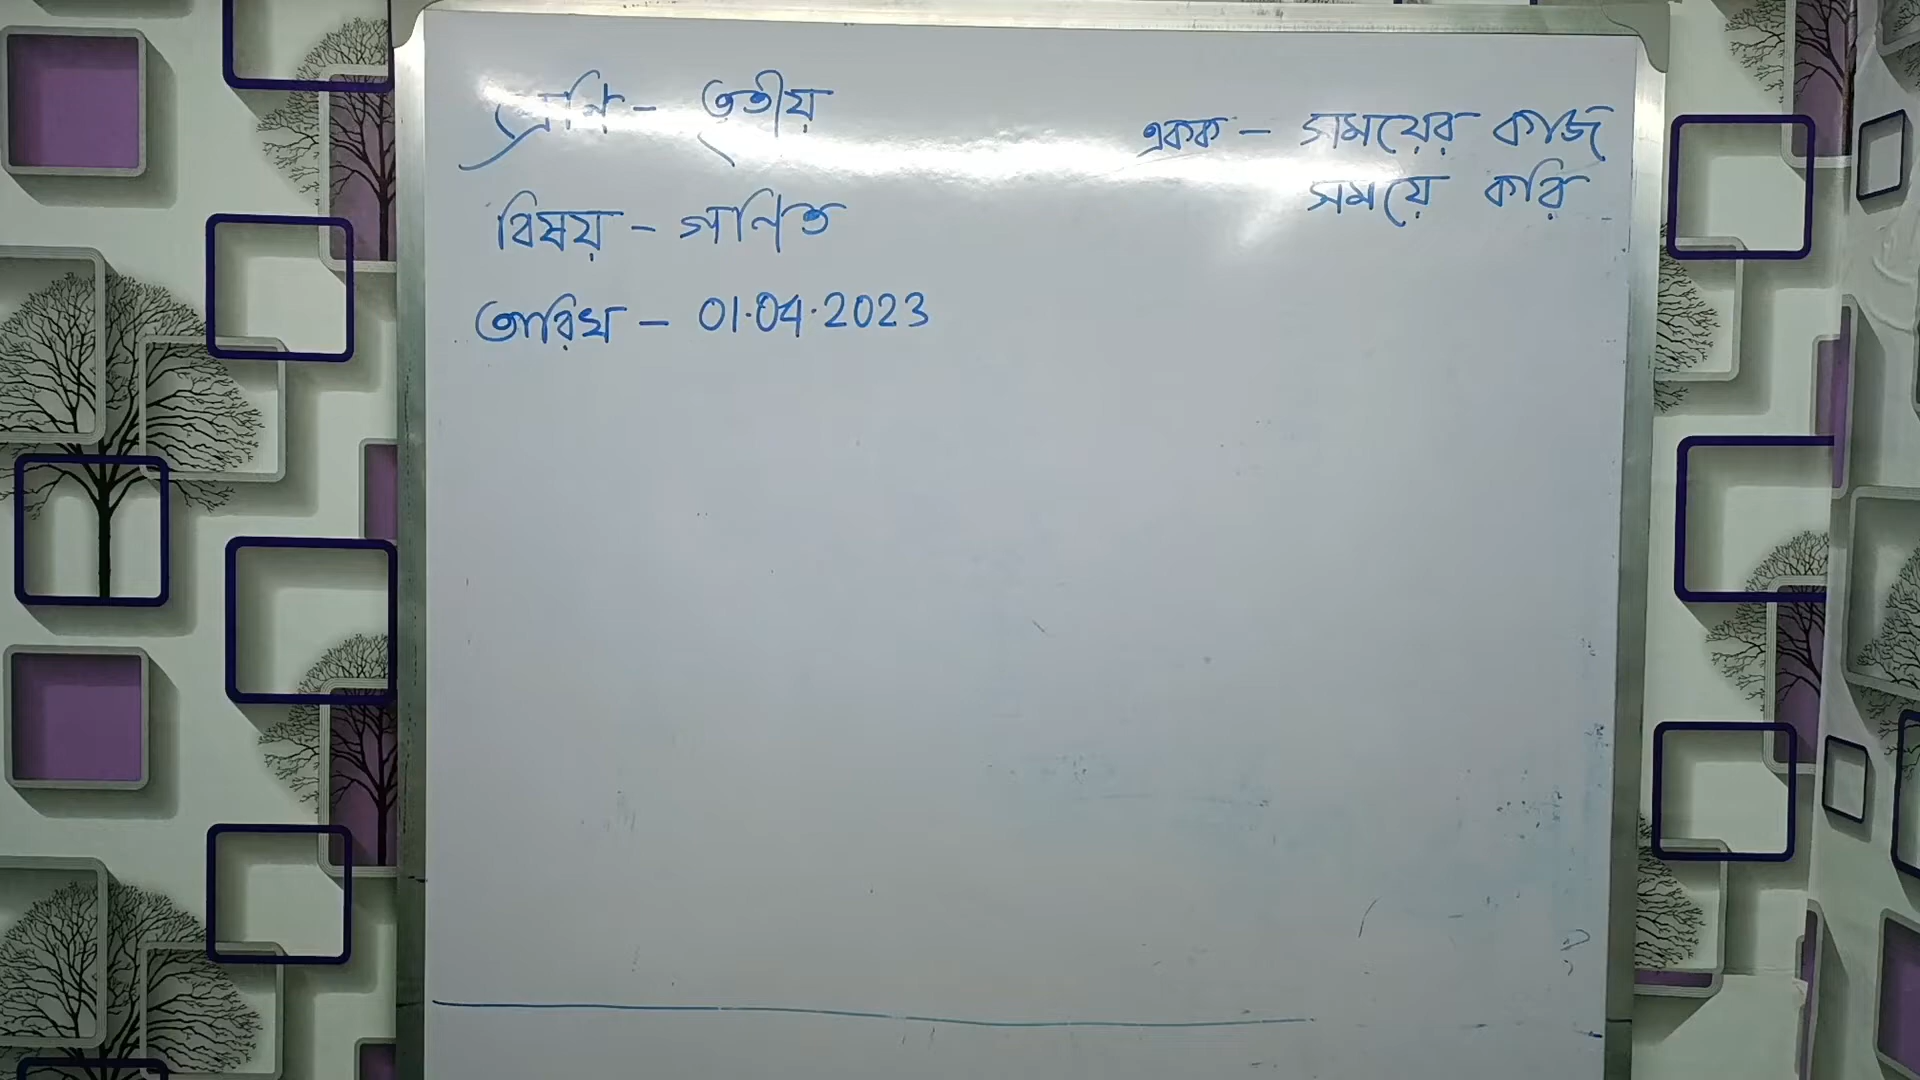 শ্রেণি - তৃতীয়
বিষয় - গণিত
তারিখ - 01.04.2023
একক - সময়ের কাজ
সময়ে করি